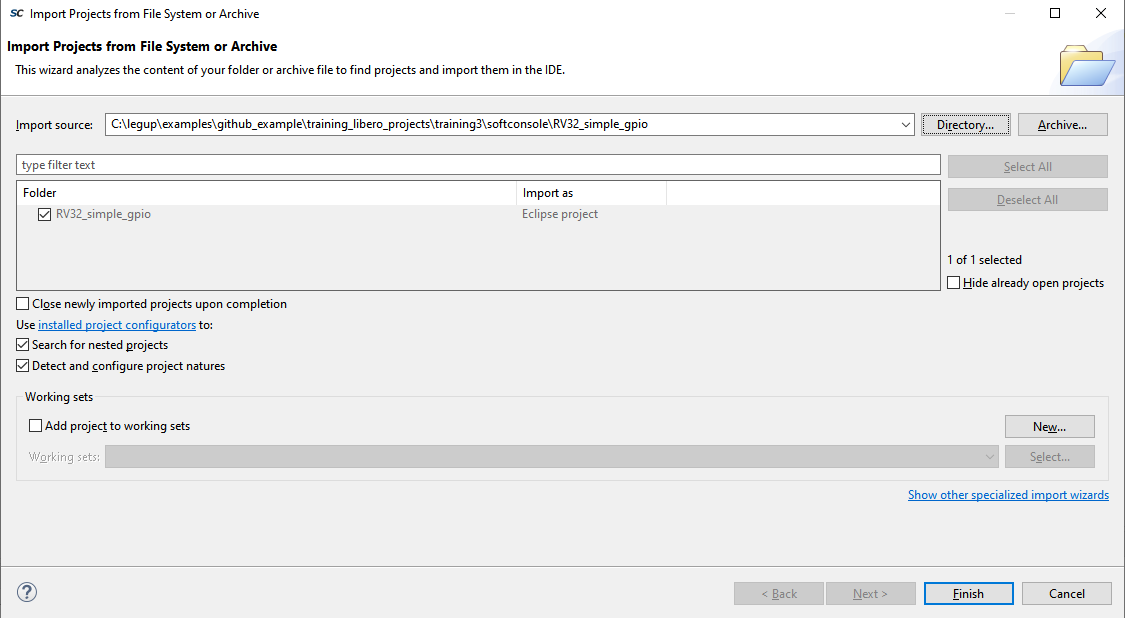 SC Import Projects from File System or Archive
Import Projects from File System or Archive
This wizard analyzes the content of your folder or archive file to find projects and import them in the IDE.
Import source: C:\legup\examples\github_example\training_libero_projects\training3\softconsole\RV32_simple_gpio Directory... Archive...
type filter text Select All
Folder Import as Deselect All
RV32_simple_gpio Eclipse project
1 of 1 selected
Hide already open projects
Close newly imported projects upon completion
Use installed project configurators to:
Search for nested projects
Detect and configure project natures
Working sets
Add project to working sets New...
Working sets: Select...
Show other specialized import wizards
? < Back Next > Finish Cancel